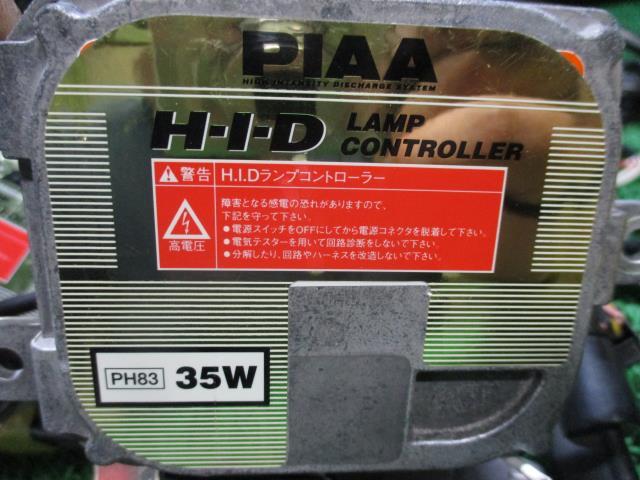 PIAA
HIGH INTENSITY DISCHARGE SYSTEM
H-I-D LAMP CONTROLLER
警告 H.I.Dランプコントローラー
障害となる感電の恐れがありますので、
下記を守って下さい。
●電源スイッチをOFFにしてから電源コネクタを脱着して下さい。
●電気テスターを用いて回路診断をしないで下さい。
●分解したり、回路やハーネスを改造しないで下さい。
高電圧
PH83 35W